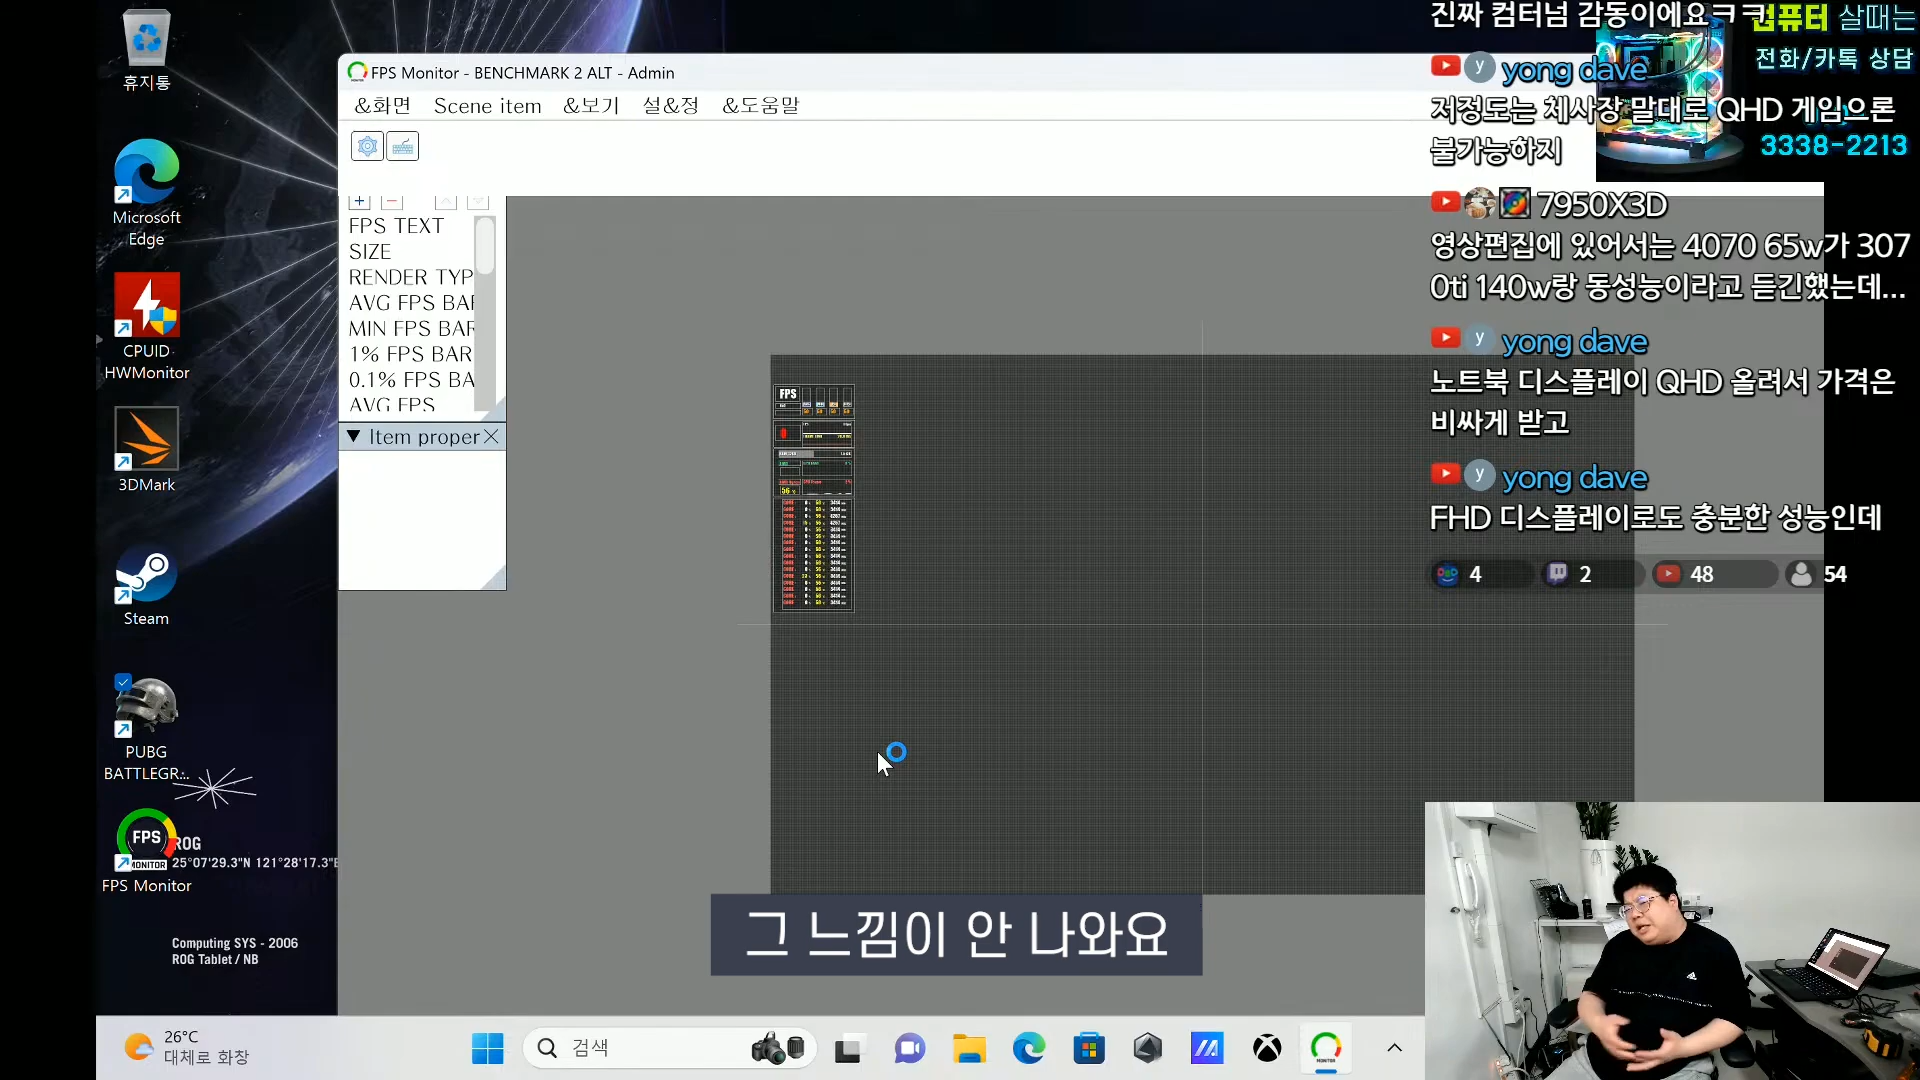 휴지통
Microsoft
Edge
CPUID
HWMonitor
3DMark
Steam
PUBG
BATTLEGR...
FPS
MONITOR
FPS Monitor
ROG
25°07'29.3"N 121°28'17.3"E
Computing SYS - 2006
ROG Tablet / NB
FPS Monitor - BENCHMARK 2 ALT - Admin
&화면 Scene item &보기 설&정 &도움말
FPS TEXT
SIZE
RENDER TYP
AVG FPS BAR
MIN FPS BAR
1% FPS BAR
0.1% FPS BA
AVG FPS
Item proper
FPS
진짜 컴터넘 감동이에요ㅋㅋ
컴퓨터 살때는
전화/카톡 상담
3338-2213
y yong dave
저정도는 체사장 말대로 QHD 게임으론
불가능하지
7950X3D
영상편집에 있어서는 4070 65w가 307
0ti 140w랑 동성능이라고 듣긴했는데...
y yong dave
노트북 디스플레이 QHD 올려서 가격은
비싸게 받고
y yong dave
FHD 디스플레이로도 충분한 성능인데
4 2 48 54
그 느낌이 안 나와요
26°C
대체로 화창
검색